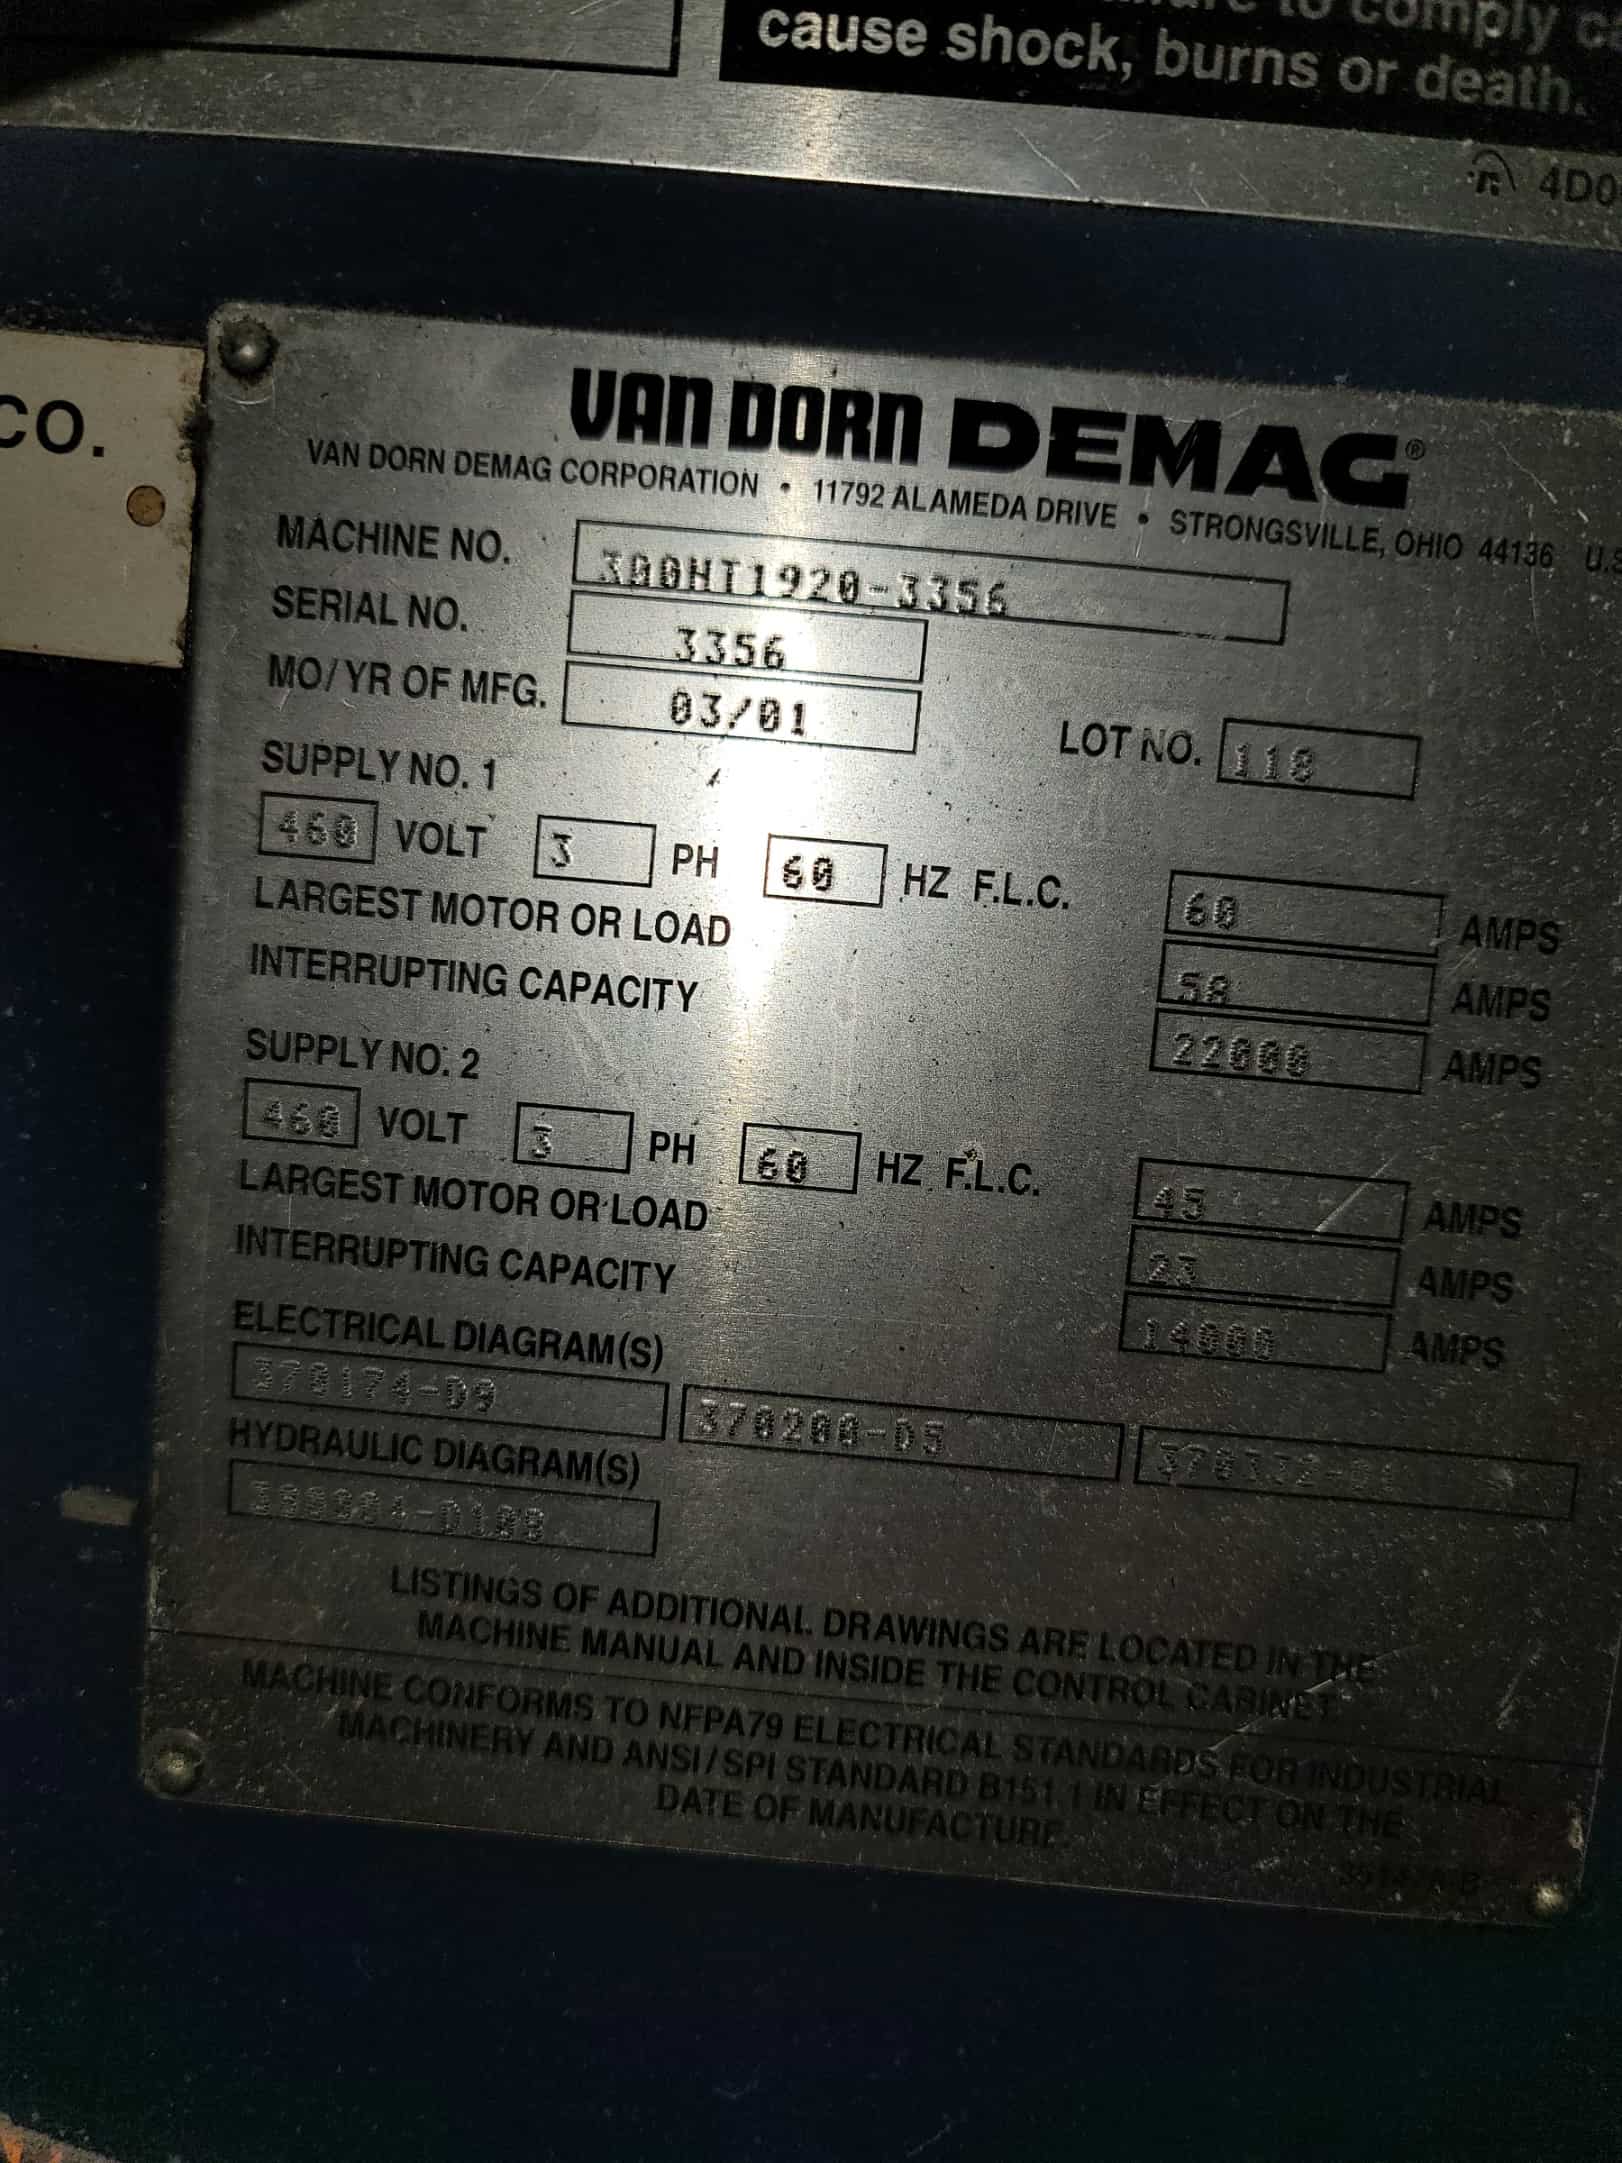 to comply
cause shock, burns or death.
4D0
CO.
VAN DORN DEMAG®
VAN DORN DEMAG CORPORATION • 11792 ALAMEDA DRIVE • STRONGSVILLE, OHIO 44136 U.S
MACHINE NO. 300HT1920-3356
SERIAL NO. 3356
MO/YR OF MFG. 03/01 LOT NO. 110
SUPPLY NO. 1
460 VOLT 3 PH 60 HZ F.L.C. 60 AMPS
LARGEST MOTOR OR LOAD 58 AMPS
INTERRUPTING CAPACITY 22000 AMPS
SUPPLY NO. 2
460 VOLT 3 PH 60 HZ F.L.C. 45 AMPS
LARGEST MOTOR OR LOAD 23 AMPS
INTERRUPTING CAPACITY 14000 AMPS
ELECTRICAL DIAGRAM(S)
370174-D9 370200-D5
HYDRAULIC DIAGRAM(S)
LISTINGS OF ADDITIONAL DRAWINGS ARE LOCATED IN THE
MACHINE MANUAL AND INSIDE THE CONTROL CABINET.
MACHINE CONFORMS TO NFPA79 ELECTRICAL STANDARDS FOR INDUSTRIAL
MACHINERY AND ANSI/SPI STANDARD B151.1 IN EFFECT ON THE
DATE OF MANUFACTURE.